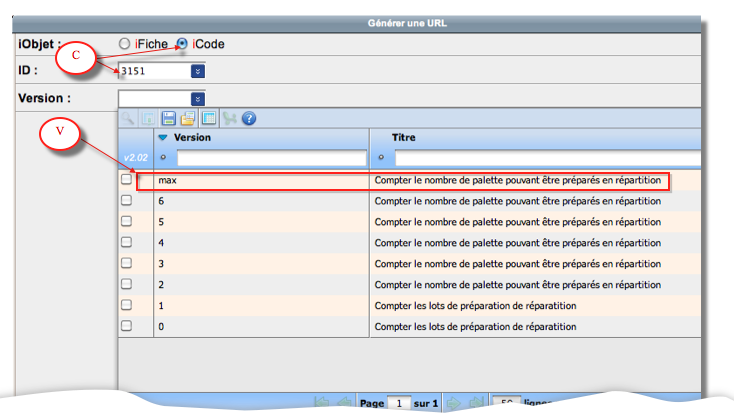 Générer une URL
iObjet :
iFiche
iCode
C
ID :
3151
Version :
V
Version
Titre
v2.02
max
Compter le nombre de palette pouvant être préparés en répartition
6
Compter le nombre de palette pouvant être préparés en répartition
5
Compter le nombre de palette pouvant être préparés en répartition
4
Compter le nombre de palette pouvant être préparés en répartition
3
Compter le nombre de palette pouvant être préparés en répartition
2
Compter le nombre de palette pouvant être préparés en répartition
1
Compter les lots de préparation de réparatition
0
Compter les lots de préparation de réparatition
Page 1 sur 1